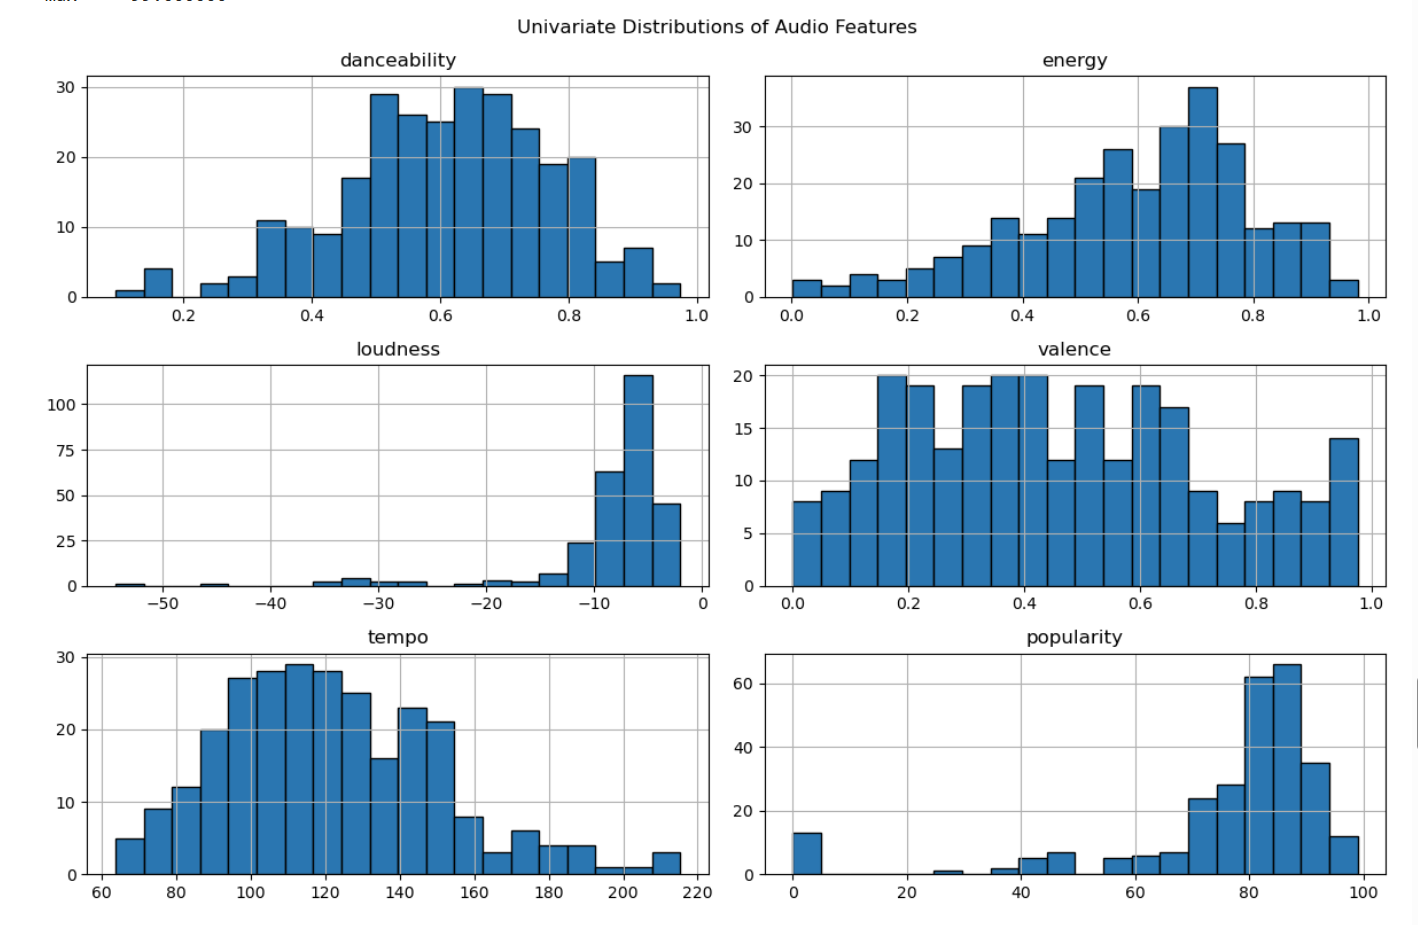 Univariate Distributions of Audio Features
danceability
30
20
10
0
0.2 0.4 0.6 0.8 1.0
energy
30
20
10
0
0.0 0.2 0.4 0.6 0.8 1.0
loudness
100
75
50
25
0
−50 −40 −30 −20 −10 0
valence
20
15
10
5
0
0.0 0.2 0.4 0.6 0.8 1.0
tempo
30
20
10
0
60 80 100 120 140 160 180 200 220
popularity
60
40
20
0
0 20 40 60 80 100